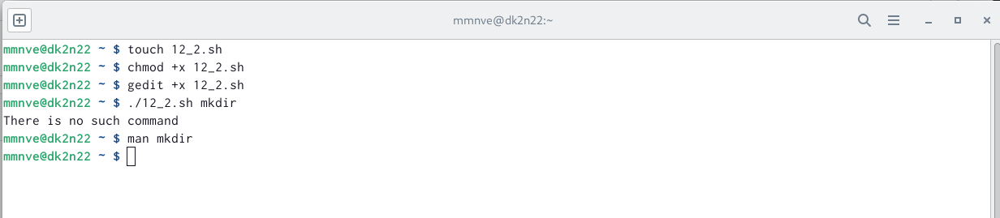 mmnve@dk2n22:~
mmnve@dk2n22 ~ $ touch 12_2.sh
mmnve@dk2n22 ~ $ chmod +x 12_2.sh
mmnve@dk2n22 ~ $ gedit +x 12_2.sh
mmnve@dk2n22 ~ $ ./12_2.sh mkdir
There is no such command
mmnve@dk2n22 ~ $ man mkdir
mmnve@dk2n22 ~ $